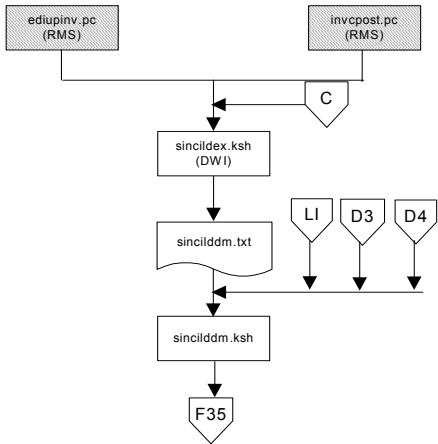 ediupinv.pc
(RMS)
invcpost.pc
(RMS)
C
sincildex.ksh
(DWI)
LI
D3
D4
sincilddm.txt
sincilddm.ksh
F35